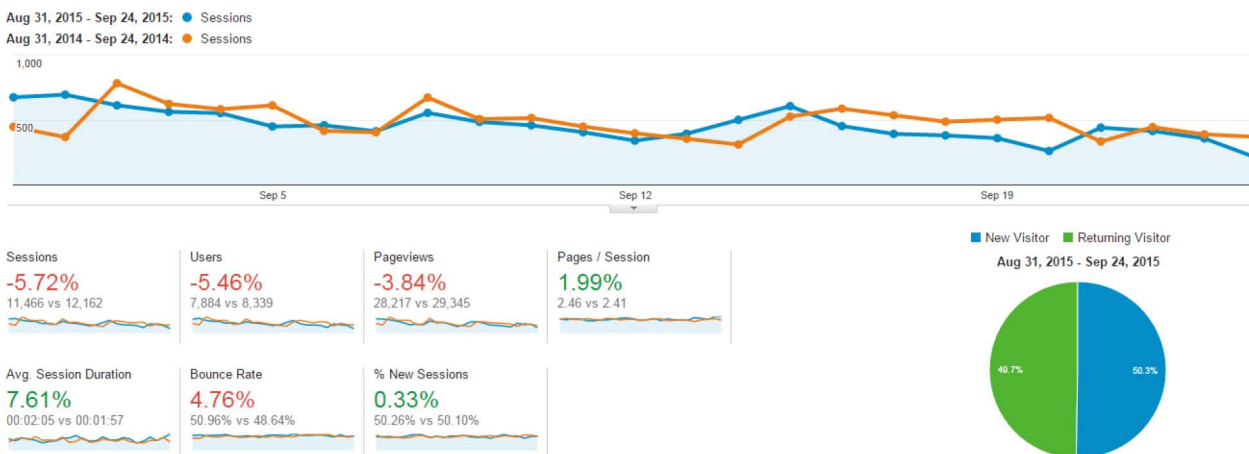 Aug 31, 2015 - Sep 24, 2015: Sessions
Aug 31, 2014 - Sep 24, 2014: Sessions
1,000
500
Sep 5 Sep 12 Sep 19
Sessions
-5.72%
11,466 vs 12,162
Users
-5.46%
7,884 vs 8,339
Pageviews
-3.84%
28,217 vs 29,345
Pages / Session
1.99%
2.46 vs 2.41
Avg. Session Duration
7.61%
00:02:05 vs 00:01:57
Bounce Rate
4.76%
50.96% vs 48.64%
% New Sessions
0.33%
50.26% vs 50.10%
New Visitor Returning Visitor
Aug 31, 2015 - Sep 24, 2015
49.7% 50.3%